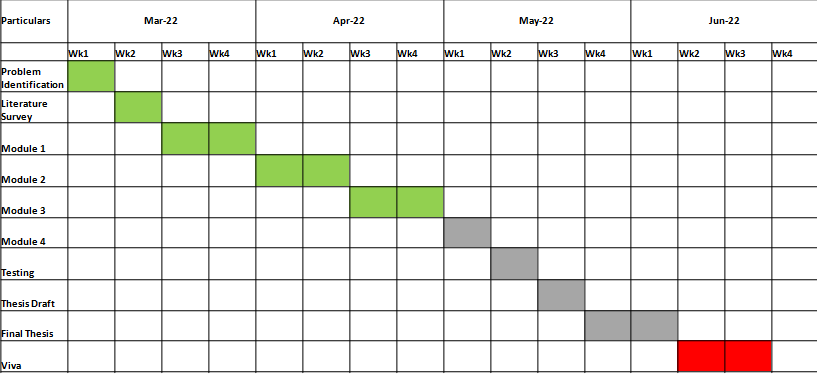 Particulars Mar-22 Apr-22 May-22 Jun-22
Wk1 Wk2 Wk3 Wk4 Wk1 Wk2 Wk3 Wk4 Wk1 Wk2 Wk3 Wk4 Wk1 Wk2 Wk3 Wk4
Problem
Identification
Literature
Survey
Module 1
Module 2
Module 3
Module 4
Testing
Thesis Draft
Final Thesis
Viva